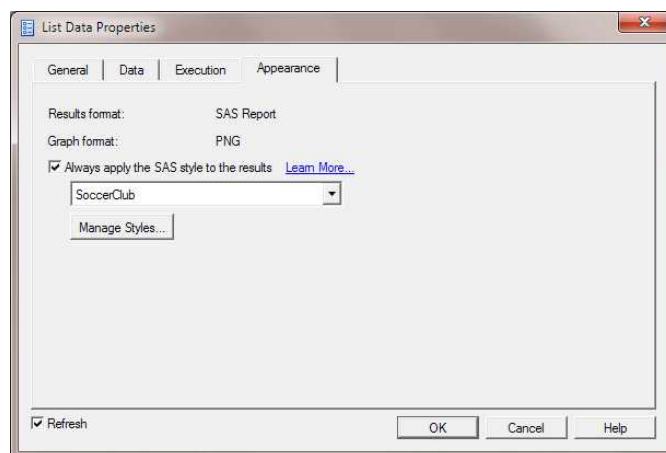 List Data Properties
General Data Execution Appearance
Results format: SAS Report
Graph format: PNG
Always apply the SAS style to the results Learn More...
SoccerClub
Manage Styles...
Refresh OK Cancel Help